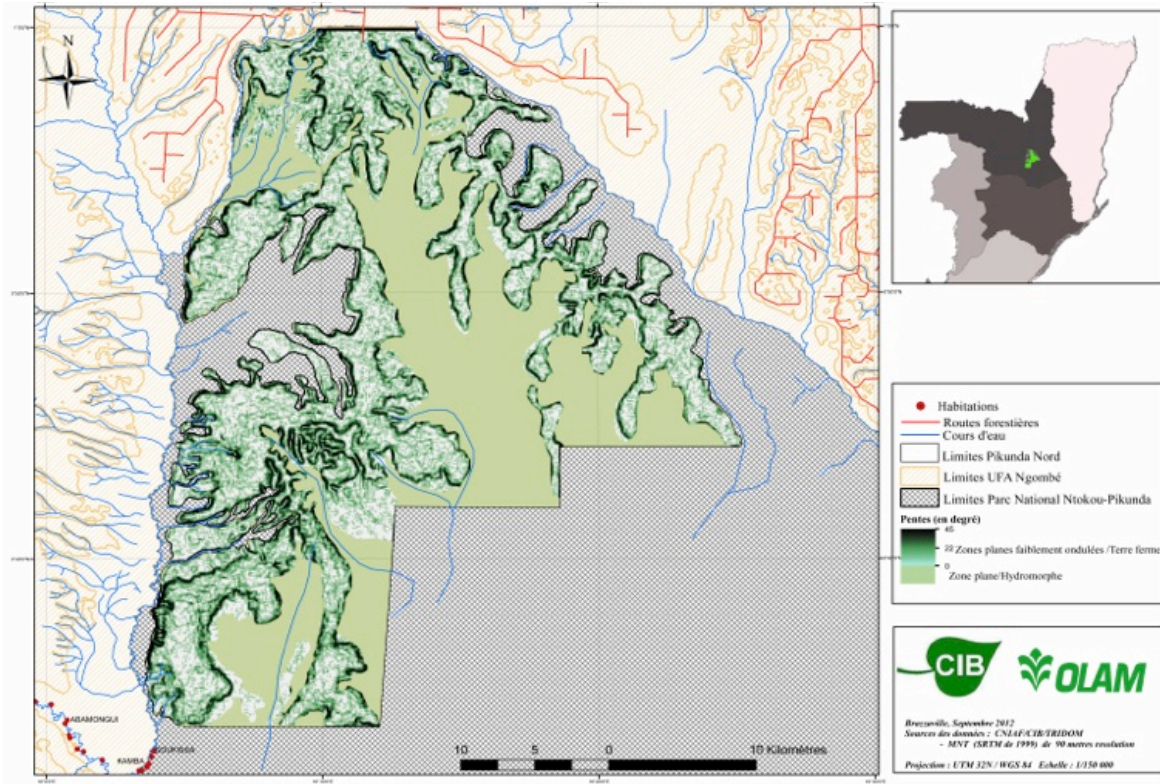 N
ABAMONGUI
KAMBA
10
5
0
10 Kilomètres
Habitations
Routes forestières
Cours d'eau
Limites Pikunda Nord
Limites UFA Ngombé
Limites Parc National Ntokou-Pikunda
Pentes (en degré)
45
22
Zones planes faiblement ondulées /Terre ferme
0
Zone plane/Hydromorphe
CIB
OLAM
Brazzaville, Septembre 2012
Sources des données : CNIAF/CIB/TRIDOM
- MNT (SRTM de 1999) de 90 metres resolution
Projection : UTM 32N / WGS 84 Echelle : 1/150 000